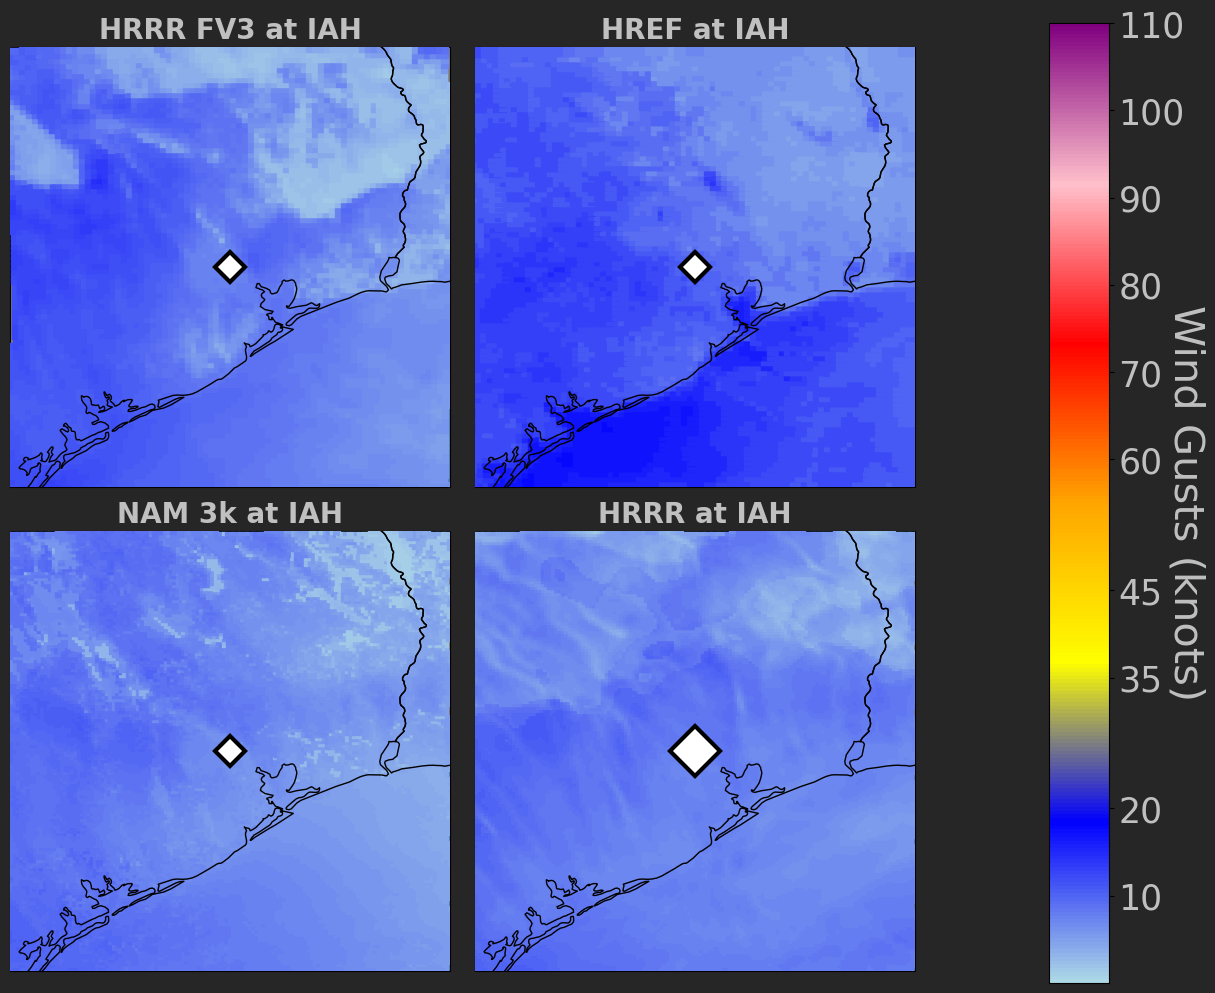 HRRR FV3 at IAH
HREF at IAH
NAM 3k at IAH
HRRR at IAH
110
100
90
80
70
60
45
35
20
10
Wind Gusts (knots)